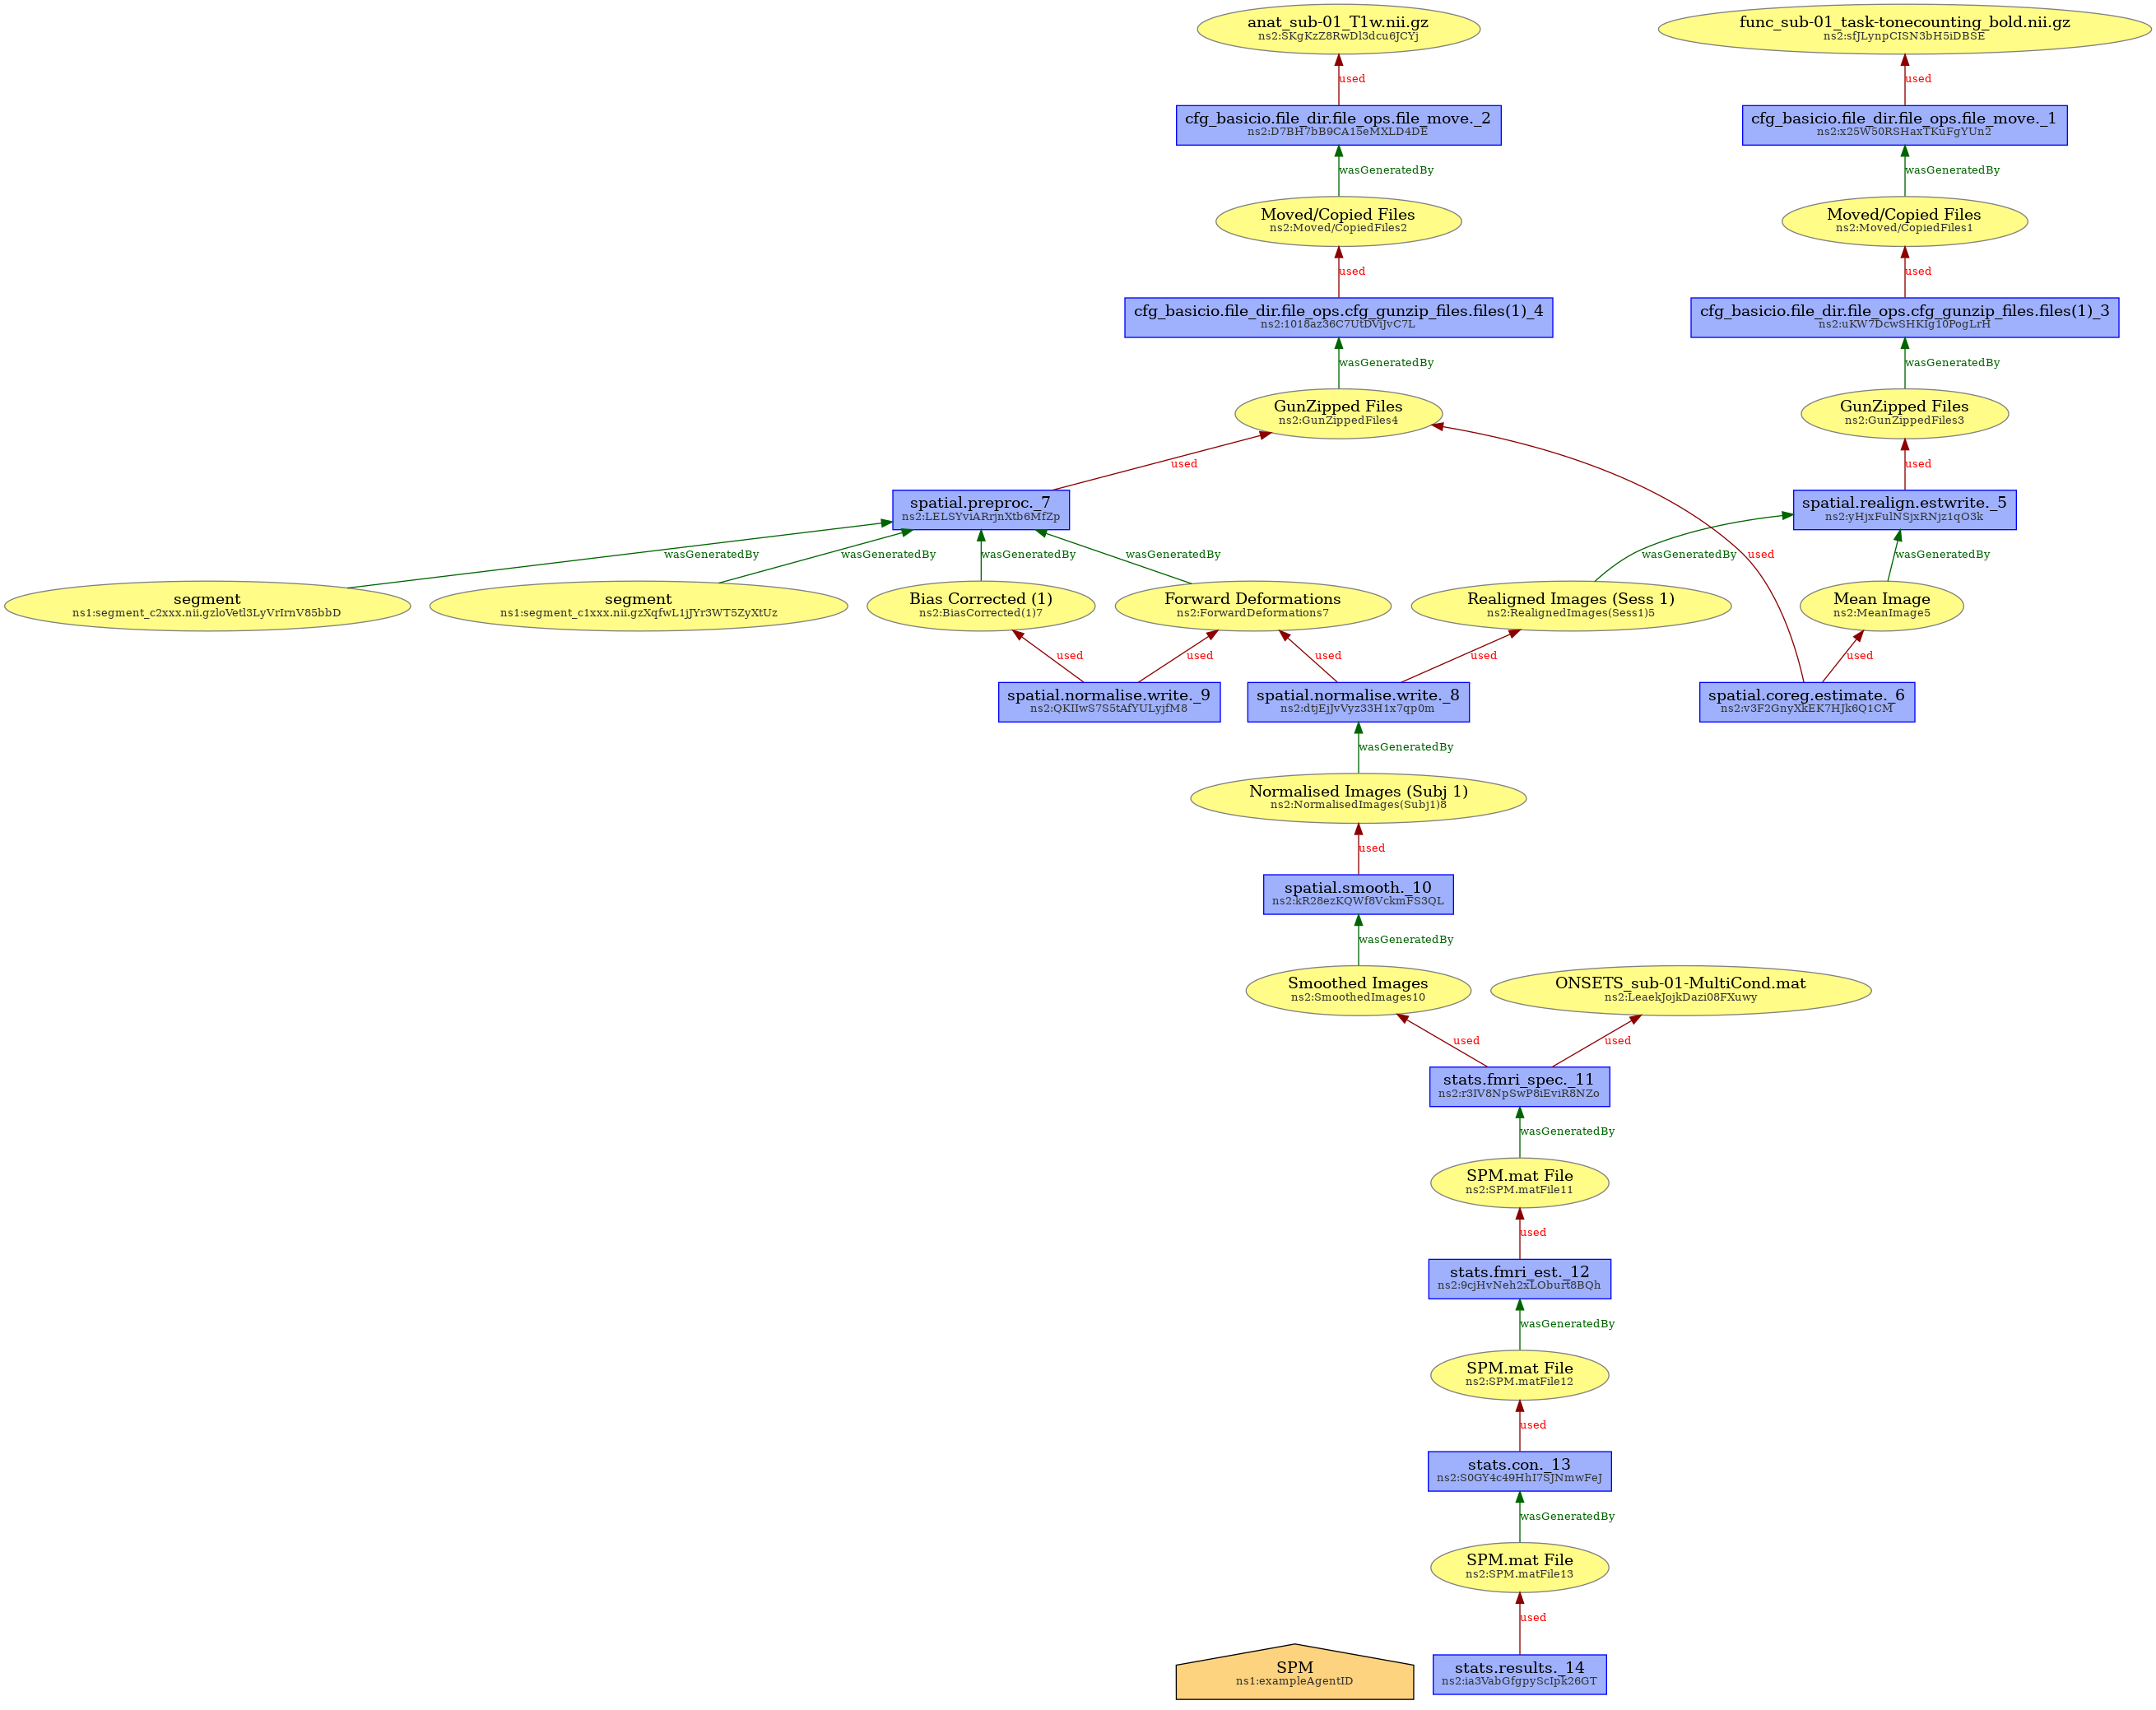 anat_sub-01_T1w.nii.gz
ns2:SKgKzZ8RwDl3dcu6JCYj
func_sub-01_task-tonecounting_bold.nii.gz
ns2:sfJLynpCISN3bH5iDBSE
used
used
cfg_basicio.file_dir.file_ops.file_move._2
ns2:D7BH7bB9CA15eMXLD4DE
cfg_basicio.file_dir.file_ops.file_move._1
ns2:x25W50RSHaxTKuFgYUn2
wasGeneratedBy
wasGeneratedBy
Moved/Copied Files
ns2:Moved/CopiedFiles2
Moved/Copied Files
ns2:Moved/CopiedFiles1
used
used
cfg_basicio.file_dir.file_ops.cfg_gunzip_files.files(1)_4
ns2:1018az36C7UtDViJvC7L
cfg_basicio.file_dir.file_ops.cfg_gunzip_files.files(1)_3
ns2:uKW7DcwSHKIg10PogLrH
wasGeneratedBy
wasGeneratedBy
GunZipped Files
ns2:GunZippedFiles4
GunZipped Files
ns2:GunZippedFiles3
used
used
spatial.preproc._7
ns2:LELSYviARrjnXtb6MfZp
spatial.realign.estwrite._5
ns2:yHjxFulNSjxRNjz1qO3k
wasGeneratedBy
wasGeneratedBy
wasGeneratedBy
wasGeneratedBy
wasGeneratedBy
used
wasGeneratedBy
segment
ns1:segment_c2xxx.nii.gzloVetl3LyVrIrnV85bbD
segment
ns1:segment_c1xxx.nii.gzXqfwL1jJYr3WT5ZyXtUz
Bias Corrected (1)
ns2:BiasCorrected(1)7
Forward Deformations
ns2:ForwardDeformations7
Realigned Images (Sess 1)
ns2:RealignedImages(Sess1)5
Mean Image
ns2:MeanImage5
used
used
used
used
used
spatial.normalise.write._9
ns2:QKIIwS7S5tAfYULyjfM8
spatial.normalise.write._8
ns2:dtjEjJvVyz33H1x7qp0m
spatial.coreg.estimate._6
ns2:v3F2GnyXkEK7HJk6Q1CM
wasGeneratedBy
Normalised Images (Subj 1)
ns2:NormalisedImages(Subj1)8
used
spatial.smooth._10
ns2:kR28ezKQWf8VckmFS3QL
wasGeneratedBy
Smoothed Images
ns2:SmoothedImages10
ONSETS_sub-01-MultiCond.mat
ns2:LeaekJojkDazi08FXuwy
used
used
stats.fmri_spec._11
ns2:r3IV8NpSwP8iEviR8NZo
wasGeneratedBy
SPM.mat File
ns2:SPM.matFile11
used
stats.fmri_est._12
ns2:9cjHvNeh2xLOburt8BQh
wasGeneratedBy
SPM.mat File
ns2:SPM.matFile12
used
stats.con._13
ns2:S0GY4c49HhI7SJNmwFeJ
wasGeneratedBy
SPM.mat File
ns2:SPM.matFile13
used
SPM
ns1:exampleAgentID
stats.results._14
ns2:ia3VabGfgpyScIpk26GT